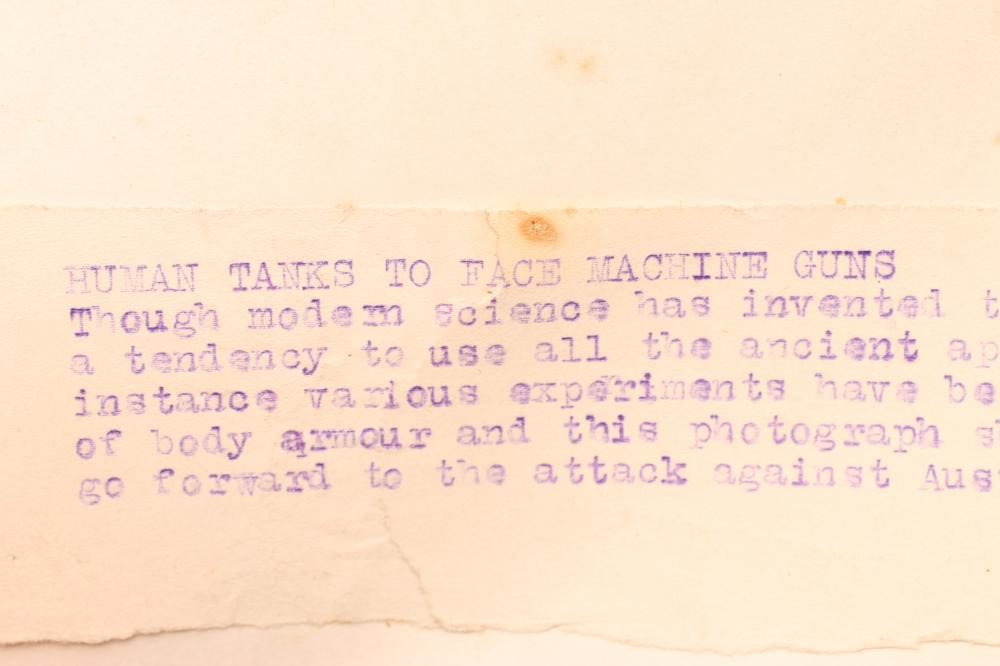 HUMAN TANKS TO FACE MACHINE GUNS
Though modern science has invented
a tendency to use all the ancient
instance various experiments have
of body armour and this photograph
go forward to the attack against